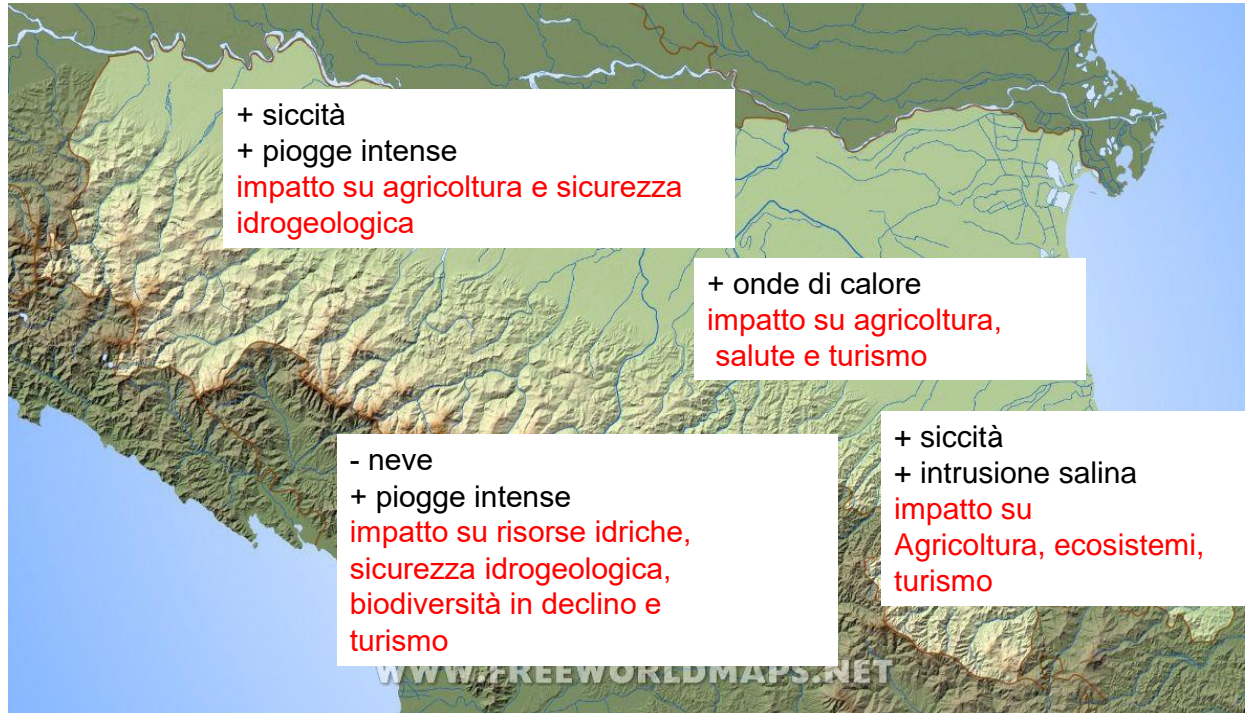 + siccità
+ piogge intense
impatto su agricoltura e sicurezza
idrogeologica
+ onde di calore
impatto su agricoltura,
salute e turismo
- neve
+ piogge intense
impatto su risorse idriche,
sicurezza idrogeologica,
biodiversità in declino e
turismo
+ siccità
+ intrusione salina
impatto su
Agricoltura, ecosistemi,
turismo
WWW.FREEWORLDMAPS.NET